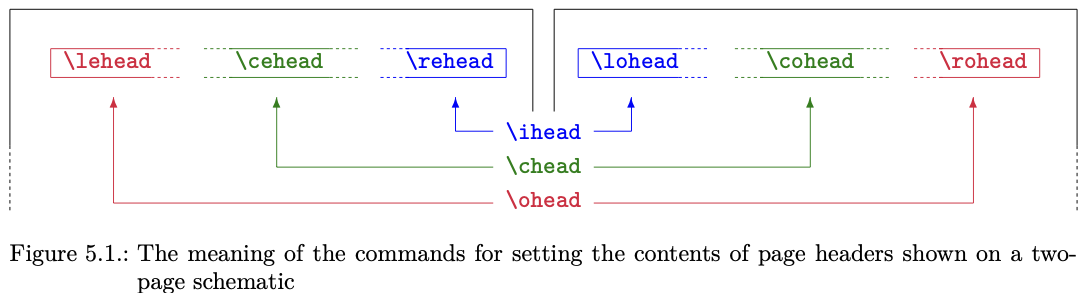 \lehead \cehead \rehead \lohead \cohead \rohead
\ihead
\chead
\ohead
Figure 5.1.: The meaning of the commands for setting the contents of page headers shown on a two-
page schematic